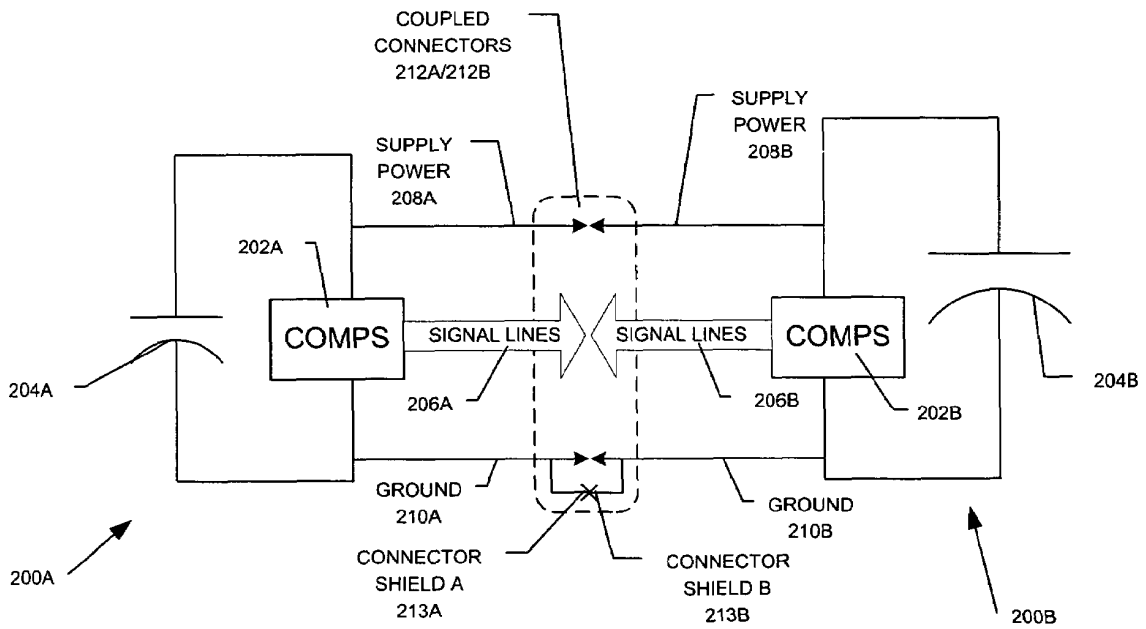 COUPLED
CONNECTORS
212A/212B
SUPPLY
POWER
208A
SUPPLY
POWER
208B
202A
COMPS
SIGNAL LINES
SIGNAL LINES
COMPS
204A
206A
206B
202B
204B
GROUND
210A
GROUND
210B
CONNECTOR
SHIELD A
213A
CONNECTOR
SHIELD B
213B
200A
200B